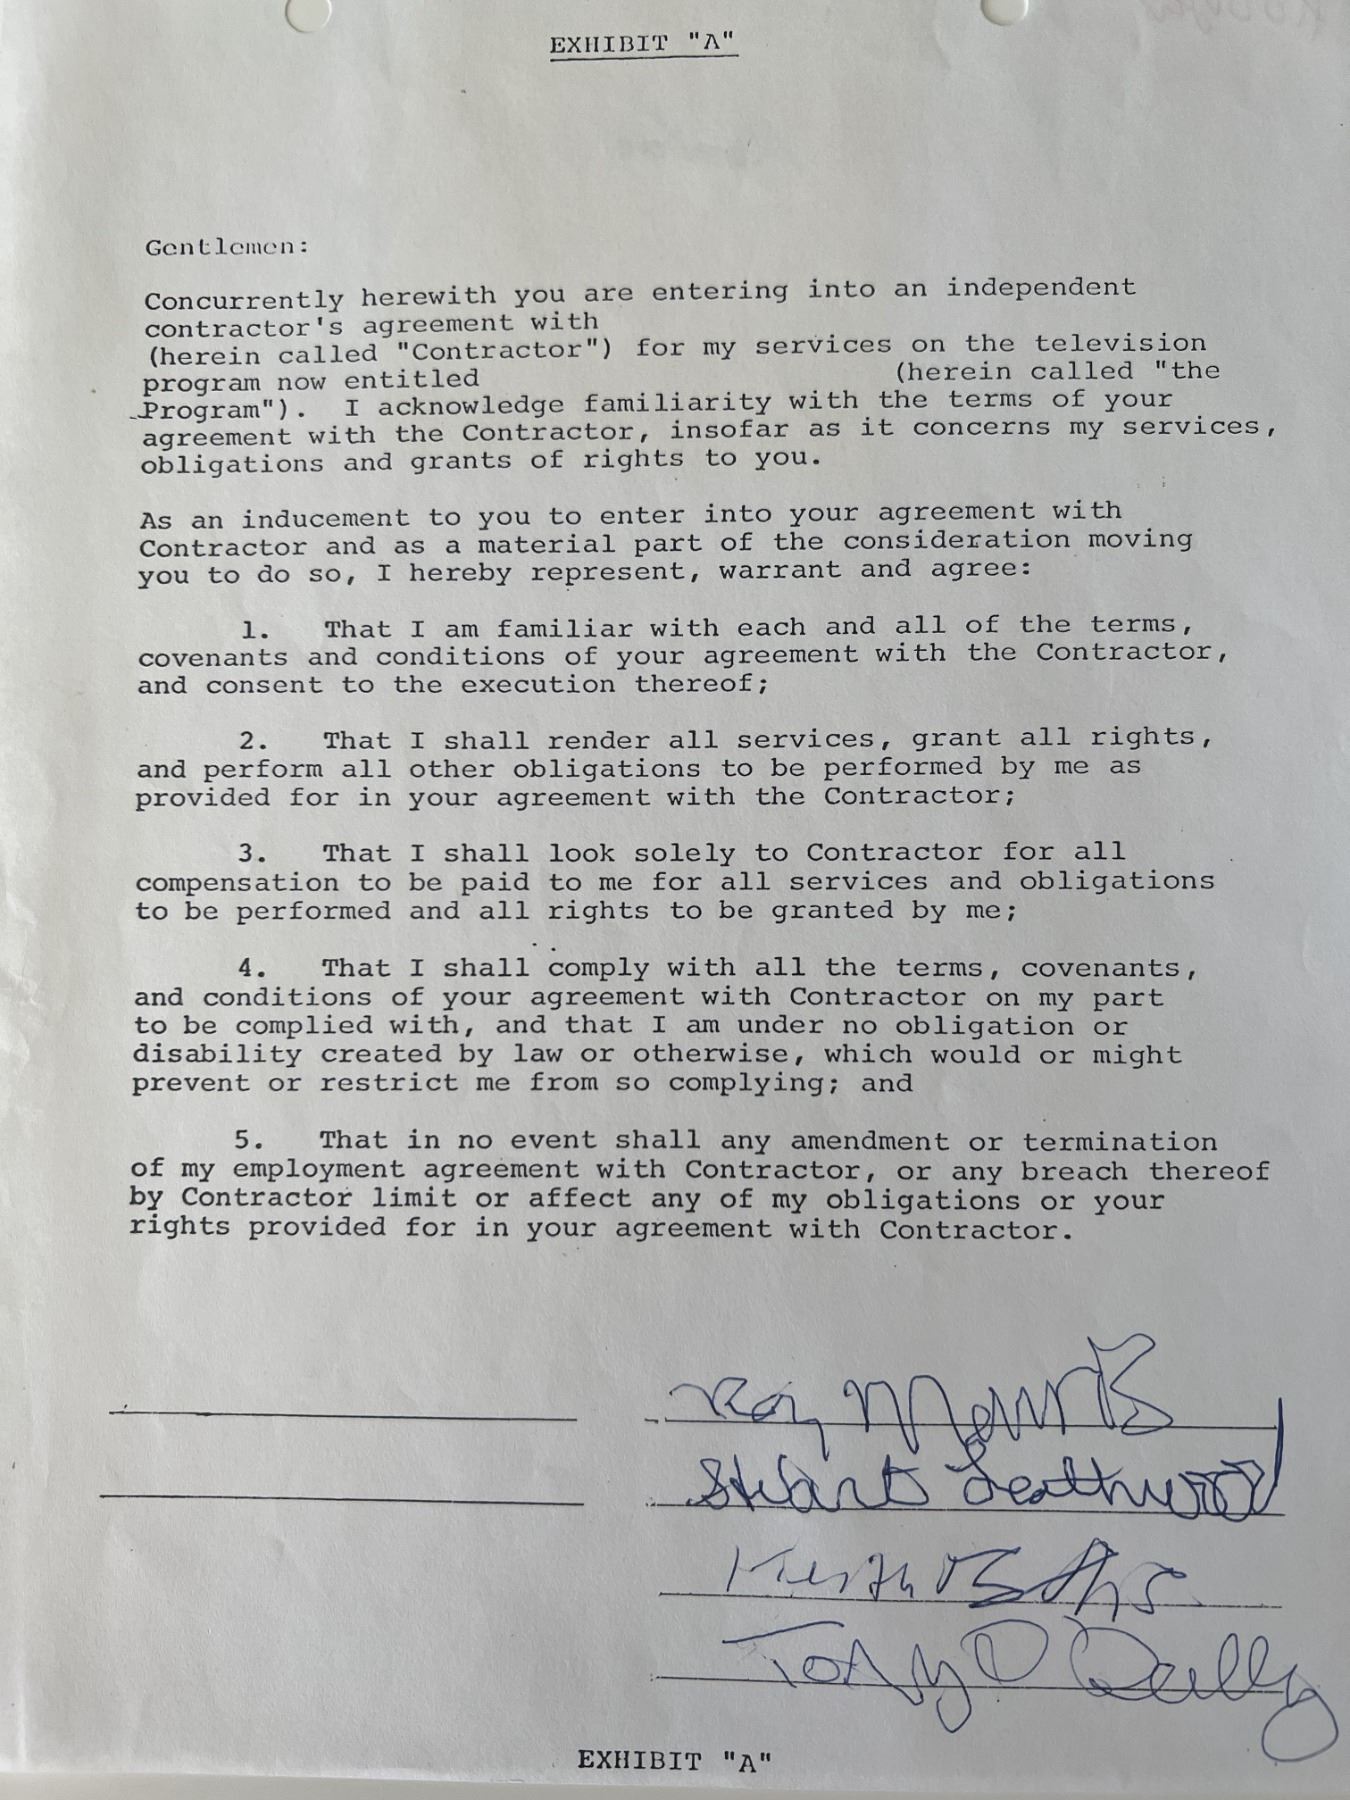 EXHIBIT "A"
Gentlemen:
Concurrently herewith you are entering into an independent
contractor's agreement with
(herein called "Contractor") for my services on the television
program now entitled (herein called "the
Program"). I acknowledge familiarity with the terms of your
agreement with the Contractor, insofar as it concerns my services,
obligations and grants of rights to you.
As an inducement to you to enter into your agreement with
Contractor and as a material part of the consideration moving
you to do so, I hereby represent, warrant and agree:
1. That I am familiar with each and all of the terms,
covenants and conditions of your agreement with the Contractor,
and consent to the execution thereof;
2. That I shall render all services, grant all rights,
and perform all other obligations to be performed by me as
provided for in your agreement with the Contractor;
3. That I shall look solely to Contractor for all
compensation to be paid to me for all services and obligations
to be performed and all rights to be granted by me;
4. That I shall comply with all the terms, covenants,
and conditions of your agreement with Contractor on my part
to be complied with, and that I am under no obligation or
disability created by law or otherwise, which would or might
prevent or restrict me from so complying; and
5. That in no event shall any amendment or termination
of my employment agreement with Contractor, or any breach thereof
by Contractor limit or affect any of my obligations or your
rights provided for in your agreement with Contractor.
Stuart Leathwood
Tony
EXHIBIT "A"